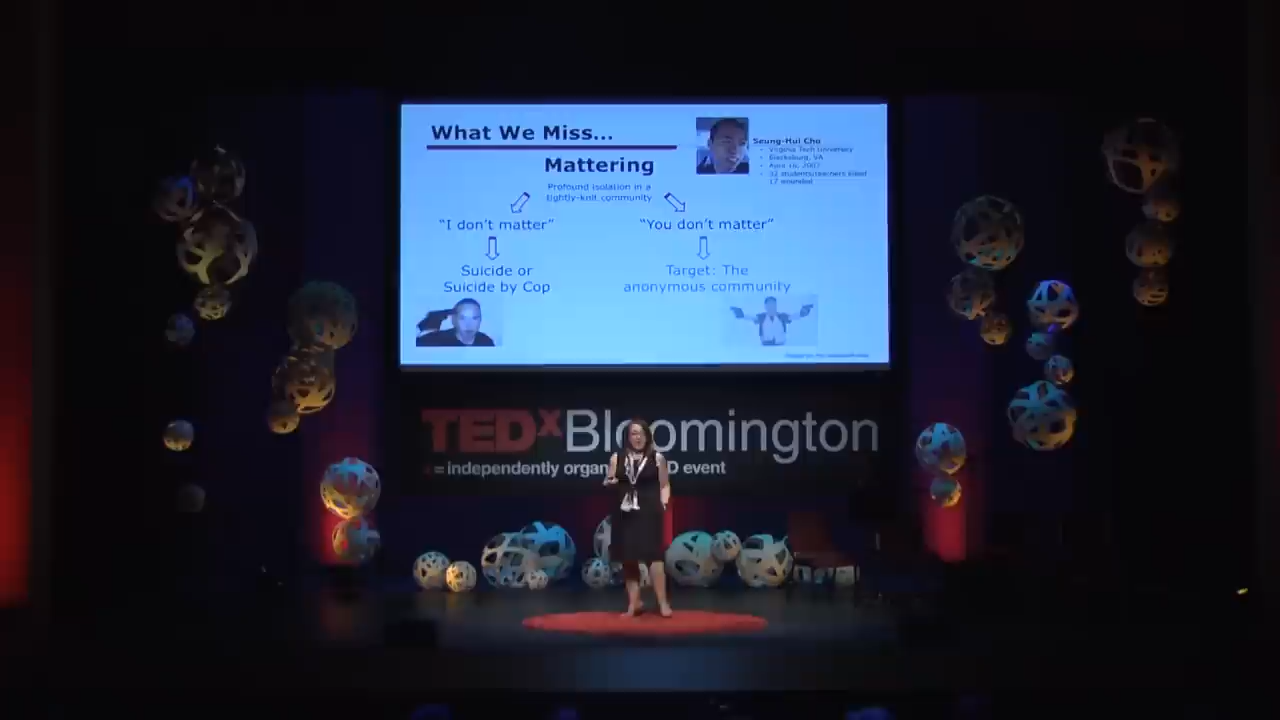 What We Miss...
Mattering
Profound isolation in a
tightly-knit community
Seung-Hui Cho
• Virginia Tech University
• Blacksburg, VA
• April 16, 2007
• 32 students/teachers killed
17 wounded
"I don't matter"
"You don't matter"
Suicide or
Suicide by Cop
Target: The
anonymous community
TEDxBloomington
x = independently organ D event